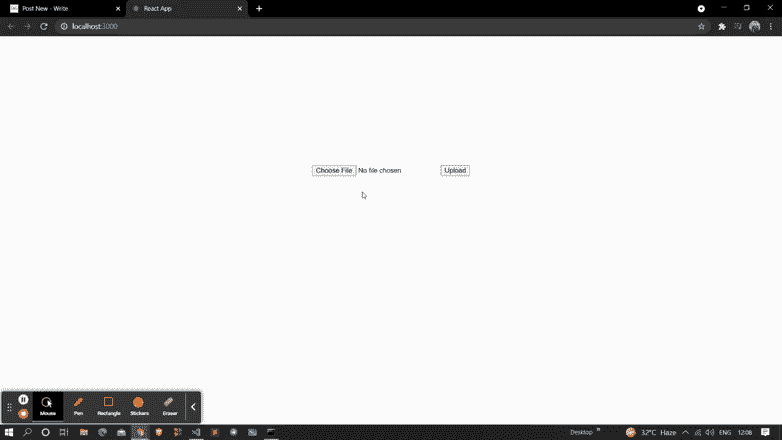 Post New - Write
React App
localhost:3000
Choose File No file chosen
Upload
Mouse
Pen
Rectangle
Stickers
Eraser
Desktop
32°C Haze
ENG
12:08